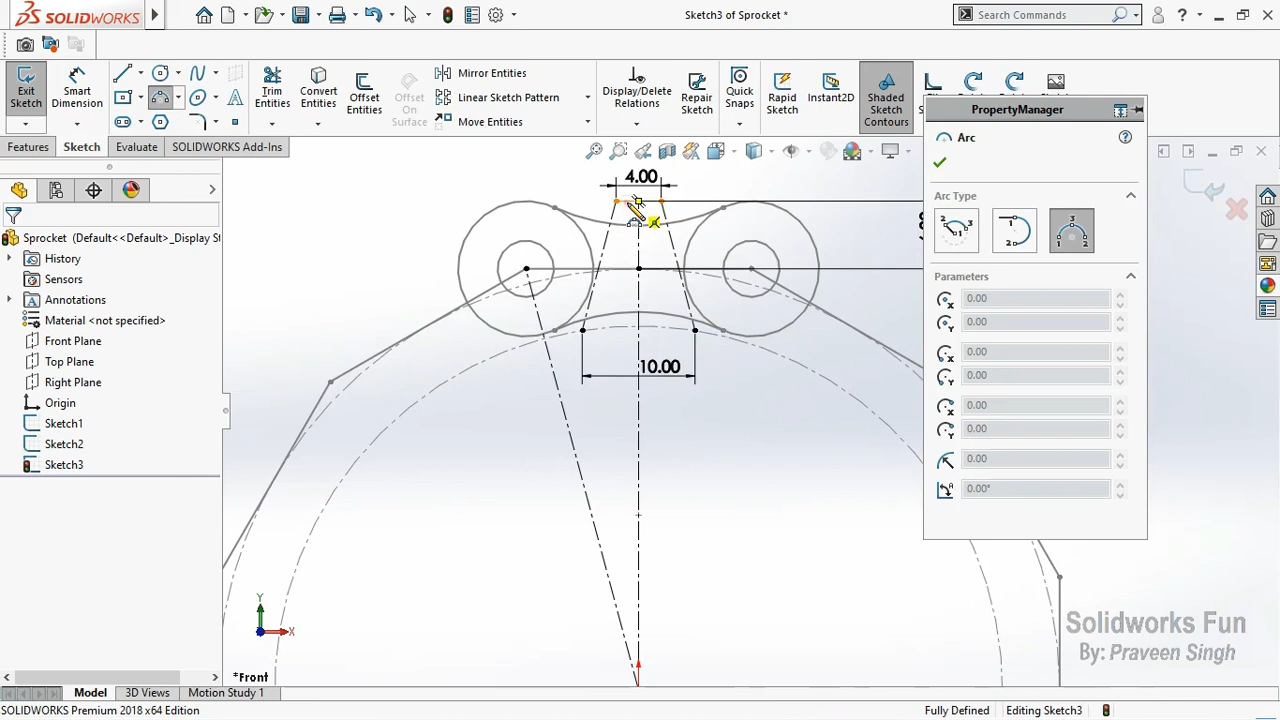 SOLIDWORKS
Sketch3 of Sprocket *
Search Commands
?
Exit Sketch
Smart Dimension
Trim Entities
Convert Entities
Offset Entities
Offset On Surface
Mirror Entities
Linear Sketch Pattern
Move Entities
Display/Delete Relations
Repair Sketch
Quick Snaps
Rapid Sketch
Instant2D
Shaded Sketch Contours
Features
Sketch
Evaluate
SOLIDWORKS Add-Ins
Sprocket (Default<<Default>_Display St
History
Sensors
Annotations
Material <not specified>
Front Plane
Top Plane
Right Plane
Origin
Sketch1
Sketch2
Sketch3
4.00
10.00
Y
X
*Front
PropertyManager
Arc
?
Arc Type
Parameters
0.00
0.00
0.00
0.00
0.00
0.00
0.00
0.00°
Solidworks Fun
By: Praveen Singh
Model
3D Views
Motion Study 1
SOLIDWORKS Premium 2018 x64 Edition
Fully Defined
Editing Sketch3